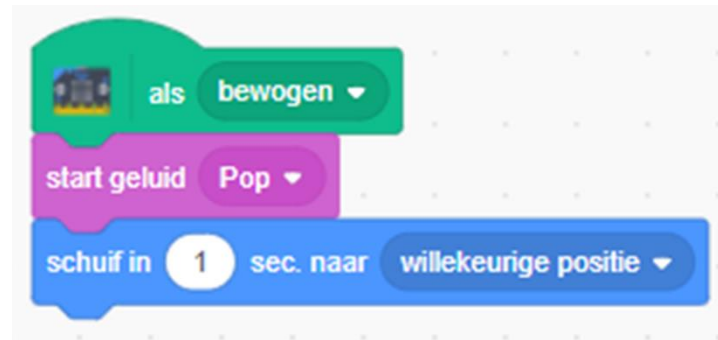 als bewogen
start geluid Pop
schuif in 1 sec. naar willekeurige positie